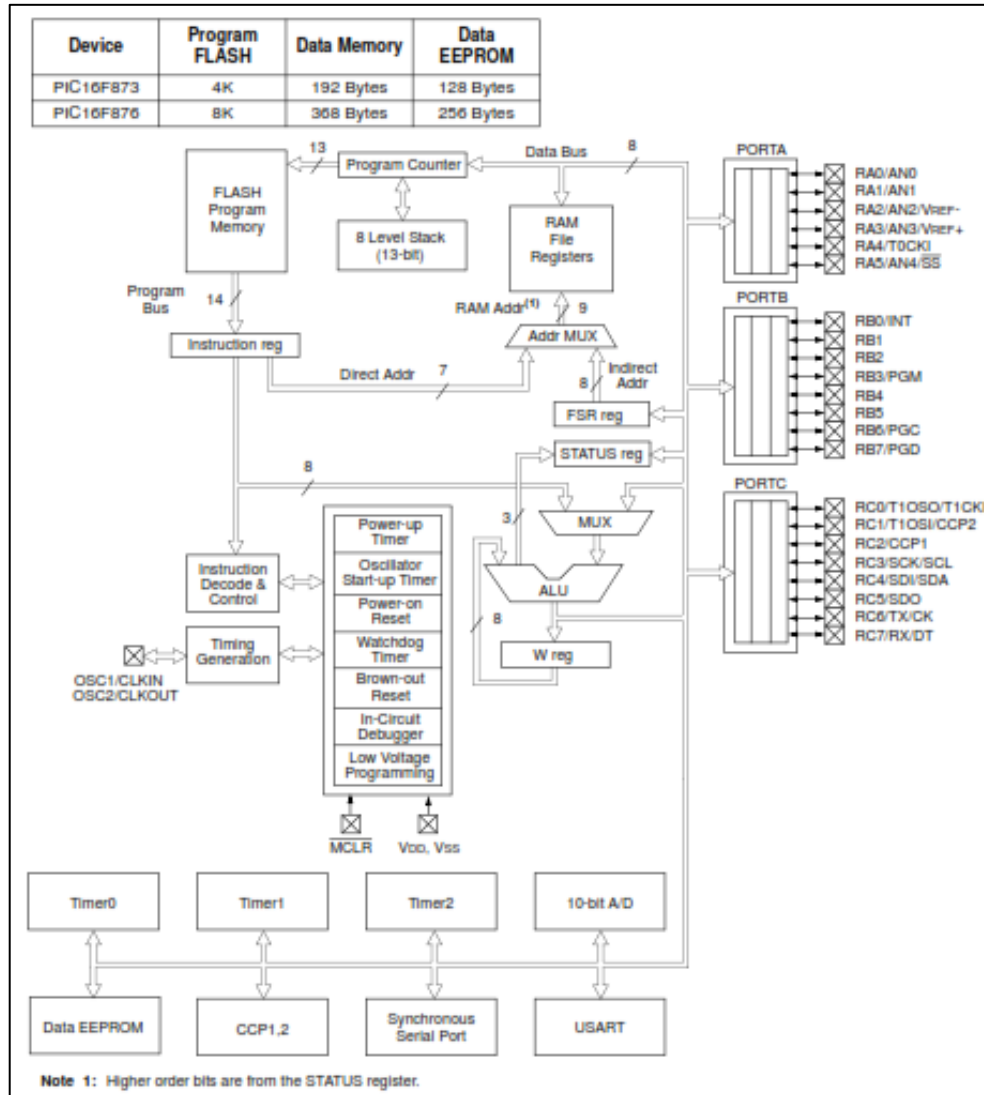 Device Program FLASH Data Memory Data EEPROM
PIC16F873 4K 192 Bytes 128 Bytes
PIC16F876 8K 368 Bytes 256 Bytes
13
Program Counter
Data Bus
8
FLASH
Program
Memory
8 Level Stack
(13-bit)
RAM
File
Registers
Program
Bus
14
RAM Addr(1)
9
Instruction reg
Addr MUX
Direct Addr
7
8
Indirect
Addr
FSR reg
STATUS reg
8
3
MUX
ALU
8
W reg
Instruction
Decode &
Control
Timing
Generation
OSC1/CLKIN
OSC2/CLKOUT
Power-up
Timer
Oscillator
Start-up Timer
Power-on
Reset
Watchdog
Timer
Brown-out
Reset
In-Circuit
Debugger
Low Voltage
Programming
MCLR
VDD, VSS
PORTA
RA0/AN0
RA1/AN1
RA2/AN2/VREF-
RA3/AN3/VREF+
RA4/T0CKI
RA5/AN4/SS
PORTB
RB0/INT
RB1
RB2
RB3/PGM
RB4
RB5
RB6/PGC
RB7/PGD
PORTC
RC0/T1OSO/T1CKI
RC1/T1OSI/CCP2
RC2/CCP1
RC3/SCK/SCL
RC4/SDI/SDA
RC5/SDO
RC6/TX/CK
RC7/RX/DT
Timer0
Timer1
Timer2
10-bit A/D
Data EEPROM
CCP1,2
Synchronous
Serial Port
USART
Note 1: Higher order bits are from the STATUS register.